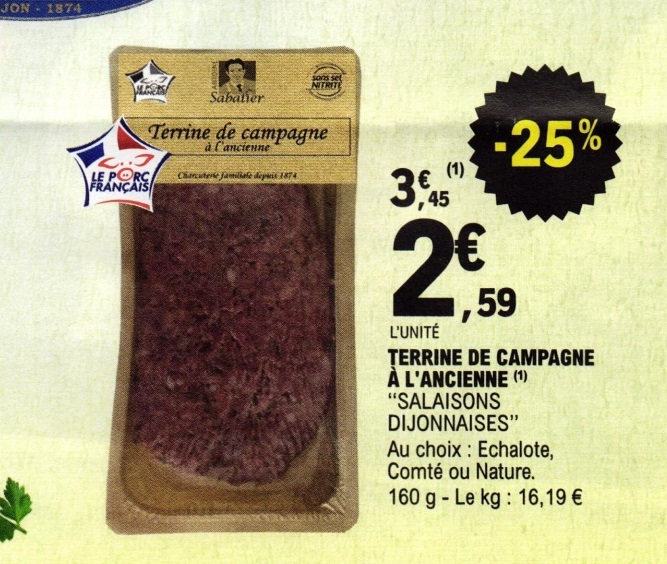 JON - 1874
LE PORC
FRANÇAIS
Sabatier
sans sel
NITRITÉ
Terrine de campagne
à l'ancienne
Charcuterie familiale depuis 1874
LE PORC
FRANÇAIS
-25%
3€,45 (1)
2€,59
L'UNITÉ
TERRINE DE CAMPAGNE
À L'ANCIENNE (1)
“SALAISONS
DIJONNAISES”
Au choix : Echalote,
Comté ou Nature.
160 g - Le kg : 16,19 €